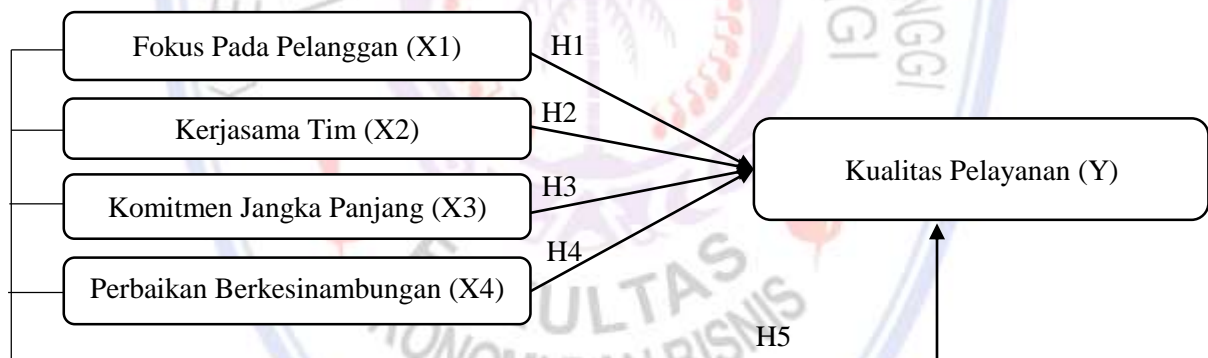 Fokus Pada Pelanggan (X1)
H1
Kerjasama Tim (X2)
H2
Kualitas Pelayanan (Y)
Komitmen Jangka Panjang (X3)
H3
Perbaikan Berkesinambungan (X4)
H4
H5